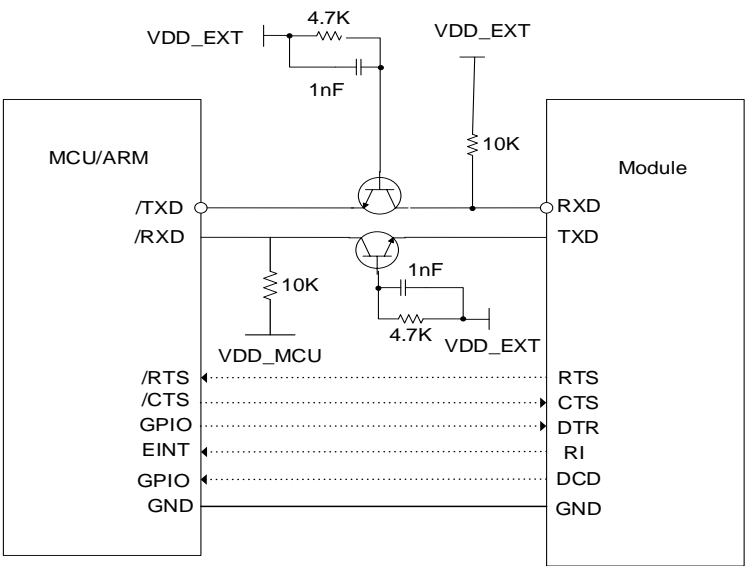 4.7K
VDD_EXT
VDD_EXT
1nF
10K
MCU/ARM
Module
/TXD
RXD
/RXD
TXD
1nF
10K
4.7K
VDD_EXT
VDD_MCU
/RTS
RTS
/CTS
CTS
GPIO
DTR
EINT
RI
GPIO
DCD
GND
GND